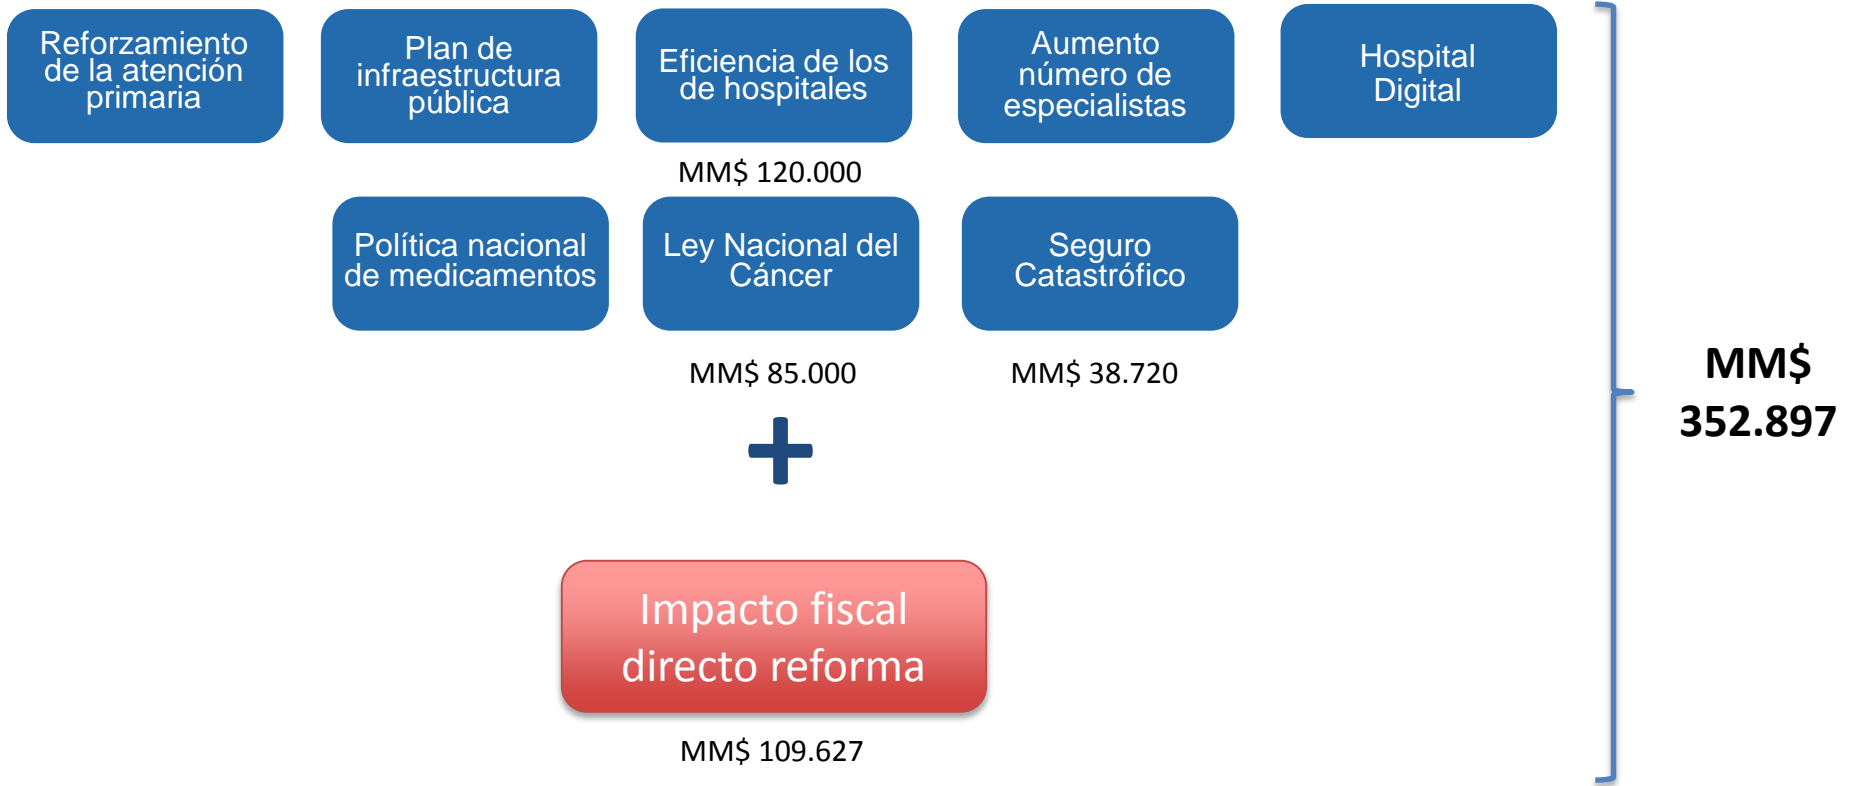 Reforzamiento
de la atención
primaria
Plan de
infraestructura
pública
Eficiencia de los
de hospitales
Aumento
número de
especialistas
Hospital
Digital
MM$ 120.000
Política nacional
de medicamentos
Ley Nacional del
Cáncer
Seguro
Catastrófico
MM$ 85.000
MM$ 38.720
+
Impacto fiscal
directo reforma
MM$ 109.627
MM$
352.897